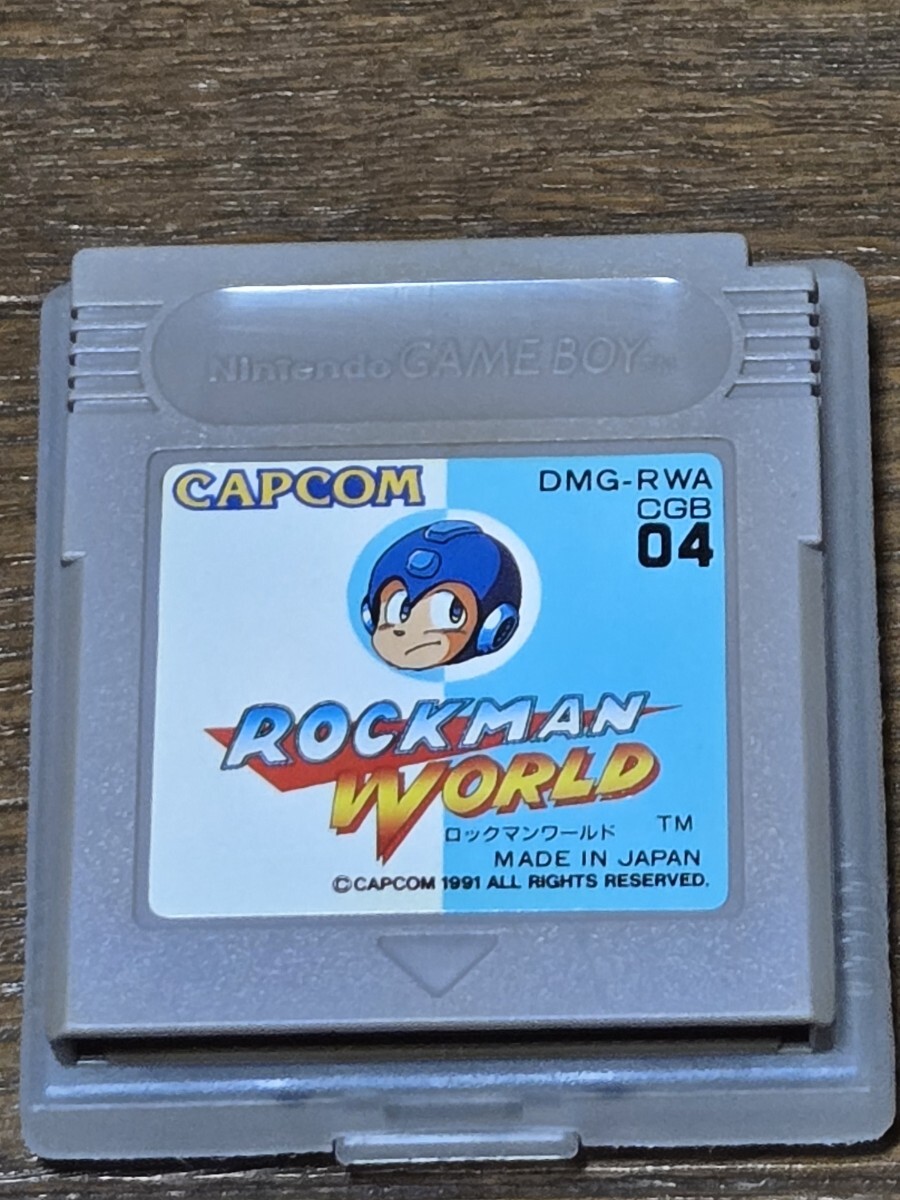 Nintendo GAME BOY
CAPCOM
DMG-RWA
CGB
04
ROCKMAN
WORLD
ロックマンワールド TM
MADE IN JAPAN
©CAPCOM 1991 ALL RIGHTS RESERVED.